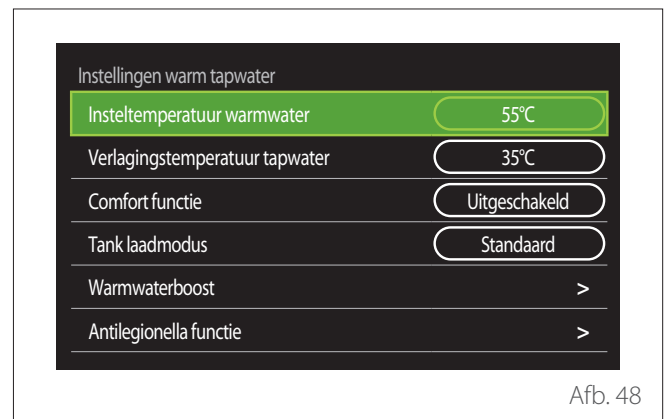 Instellingen warm tapwater
Insteltemperatuur warmwater 55°C
Verlagingstemperatuur tapwater 35°C
Comfort functie Uitgeschakeld
Tank laadmodus Standaard
Warmwaterboost >
Antilegionella functie >
Afb. 48